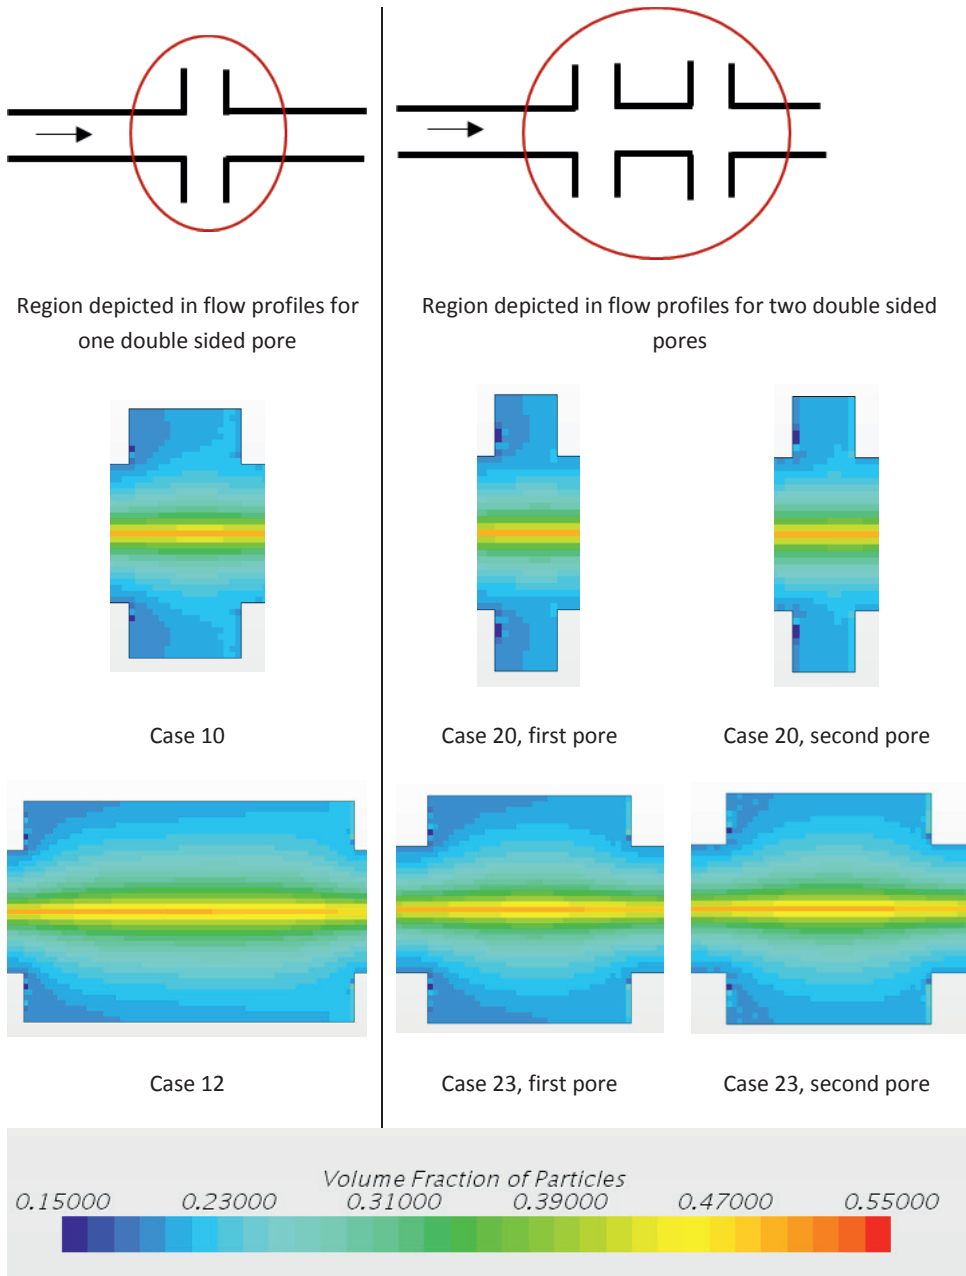 Region depicted in flow profiles for
one double sided pore
Region depicted in flow profiles for two double sided
pores
Case 10
Case 20, first pore
Case 20, second pore
Case 12
Case 23, first pore
Case 23, second pore
Volume Fraction of Particles
0.15000 0.23000 0.31000 0.39000 0.47000 0.55000